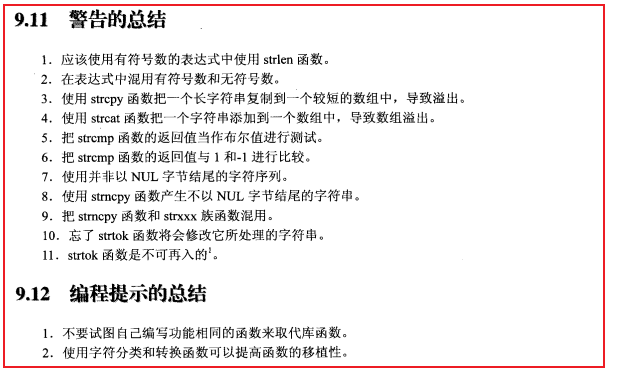 9.11 警告的总结
1．应该使用有符号数的表达式中使用 strlen 函数。
2．在表达式中混用有符号数和无符号数。
3．使用 strcpy 函数把一个长字符串复制到一个较短的数组中，导致溢出。
4．使用 strcat 函数把一个字符串添加到一个数组中，导致数组溢出。
5．把 strcmp 函数的返回值当作布尔值进行测试。
6．把 strcmp 函数的返回值与 1 和-1 进行比较。
7．使用并非以 NUL 字节结尾的字符序列。
8．使用 strncpy 函数产生不以 NUL 字节结尾的字符串。
9．把 strncpy 函数和 strxxx 族函数混用。
10．忘了 strtok 函数将会修改它所处理的字符串。
11．strtok 函数是不可再入的¹。
9.12 编程提示的总结
1．不要试图自己编写功能相同的函数来取代库函数。
2．使用字符分类和转换函数可以提高函数的移植性。